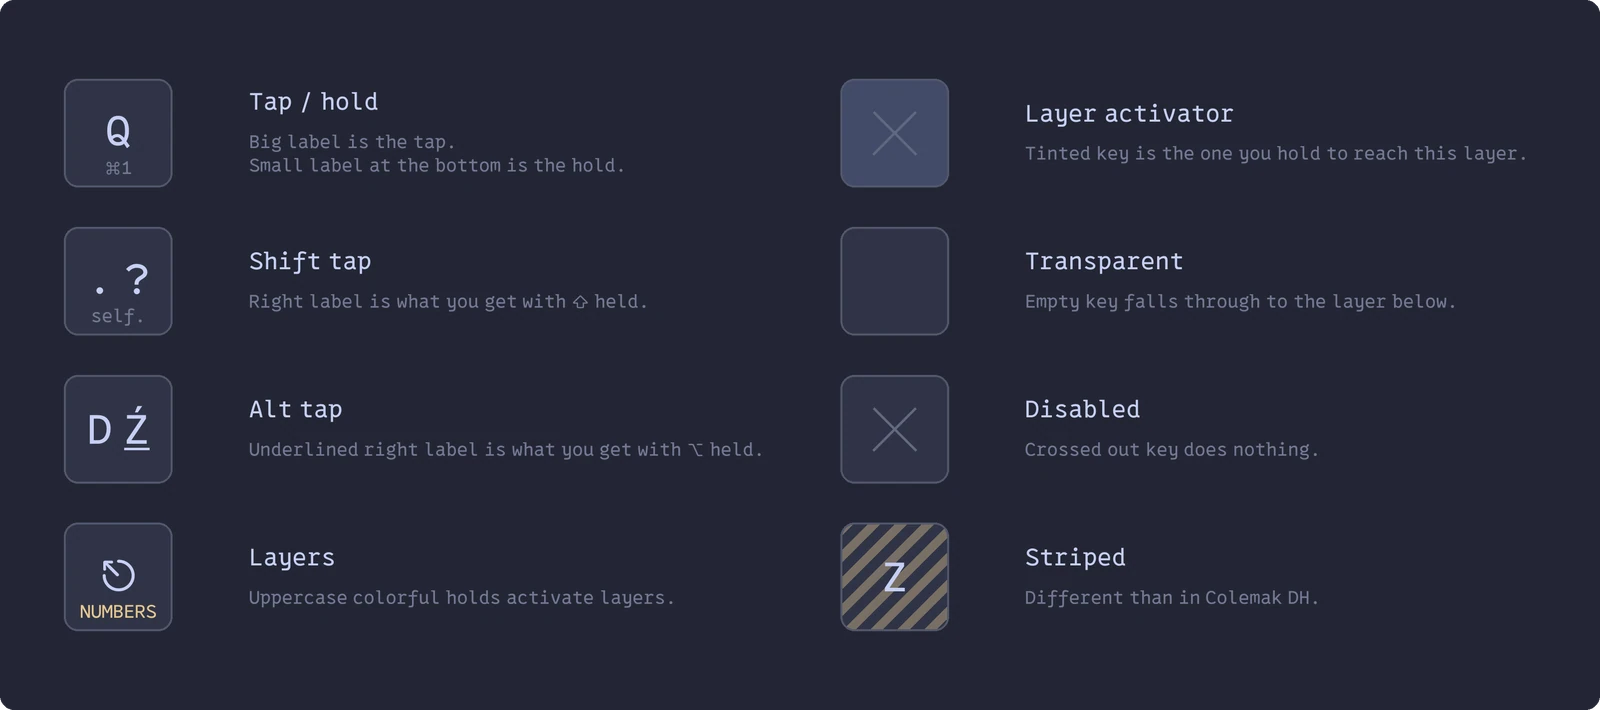 Q
⌘1
Tap / hold
Big label is the tap.
Small label at the bottom is the hold.
. ?
self.
Shift tap
Right label is what you get with ⇧ held.
D Ź
Alt tap
Underlined right label is what you get with ⌥ held.
NUMBERS
Layers
Uppercase colorful holds activate layers.
Layer activator
Tinted key is the one you hold to reach this layer.
Transparent
Empty key falls through to the layer below.
Disabled
Crossed out key does nothing.
Z
Striped
Different than in Colemak DH.